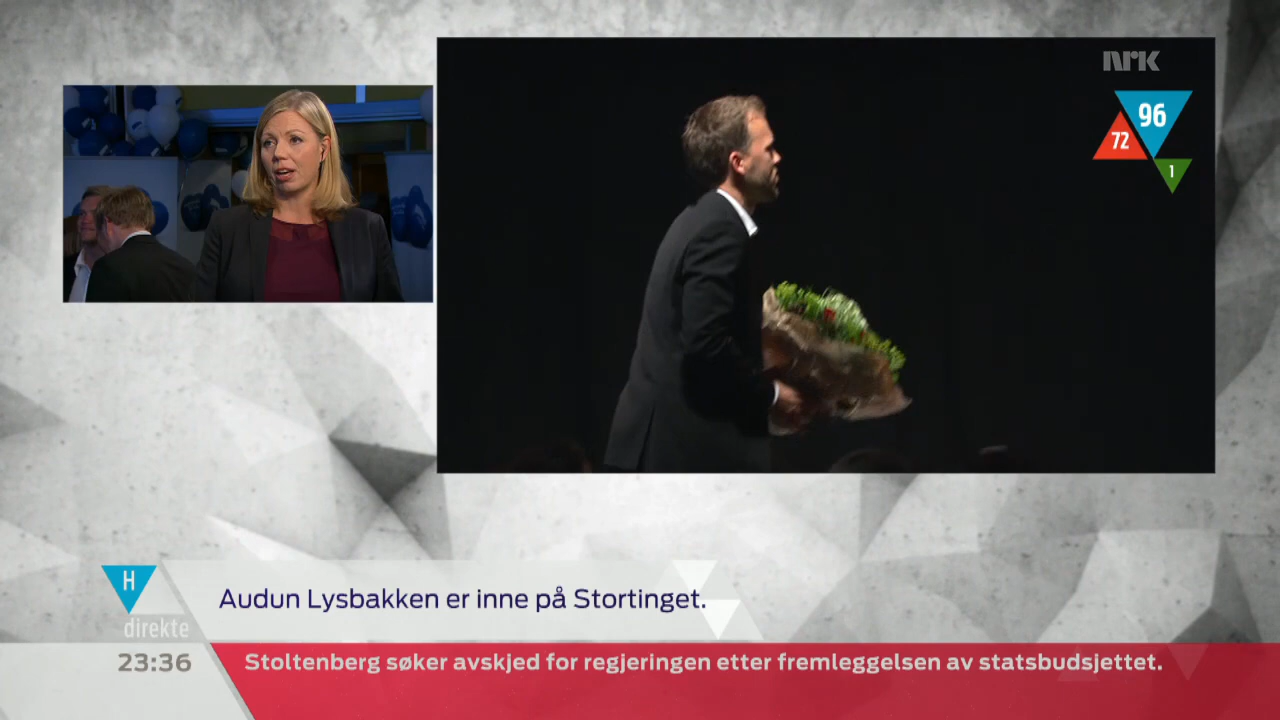 nrk
96
72
1
H
Audun Lysbakken er inne på Stortinget.
direkte
23:36
Stoltenberg søker avskjed for regjeringen etter fremleggelsen av statsbudsjettet.